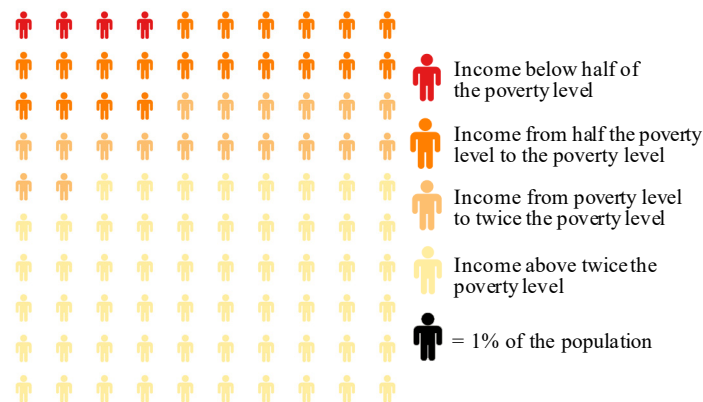 Income below half of
the poverty level
Income from half the poverty
level to the poverty level
Income from poverty level
to twice the poverty level
Income above twice the
poverty level
= 1% of the population